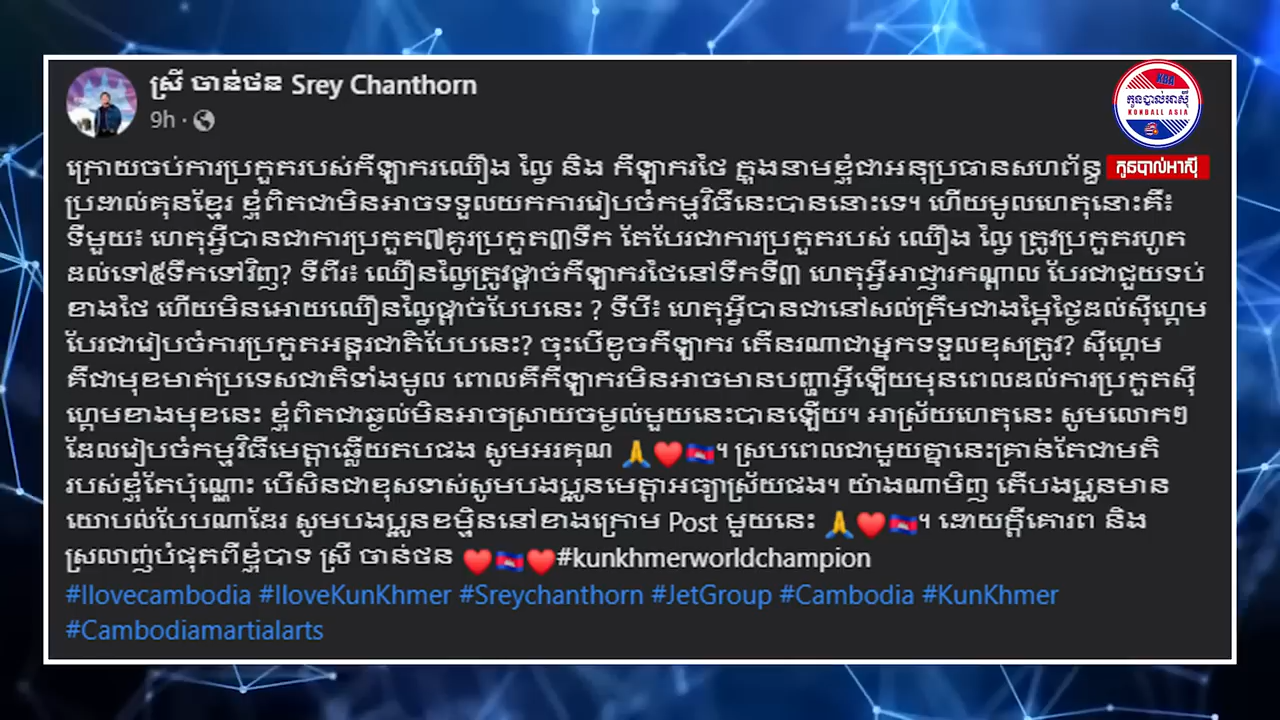 ស្រី ចាន់ថន Srey Chanthorn
9h ·
KBA
កូនបាល់អាស៊ី
KONBALL ASIA
កូនបាល់អាស៊ី
ក្រោយចប់ការប្រកួតរបស់កីឡាករឈឿង ល្វៃ និង កីឡាករថៃ ក្នុងនាមខ្ញុំជាអនុប្រធានសហព័ន្ធ
ប្រដាល់គុនខ្មែរ ខ្ញុំពិតជាមិនអាចទទួលយកការរៀបចំកម្មវិធីនេះបាននោះទេ។ ហើយមូលហេតុនោះគឺ៖
ទីមួយ៖ ហេតុអ្វីបានជាការប្រកួត៧គូរប្រកួត៣ទឹក តែបែរជាការប្រកួតរបស់ ឈឿង ល្វៃ ត្រូវប្រកួតរហូត
ដល់ទៅ៥ទឹកទៅវិញ? ទីពីរ៖ ឈឿនល្វៃត្រូវផ្ដាច់កីឡាករថៃនៅទឹកទី៣ ហេតុអ្វីអាជ្ញារកណ្ដាល បែរជាជួយទប់
ខាងថៃ ហើយមិនអោយឈឿនល្វៃផ្ដាច់បែបនេះ ? ទីបី៖ ហេតុអ្វីបានជានៅសល់ត្រឹមជាងម្ភៃថ្ងៃដល់ស៊ីហ្គេម
បែរជារៀបចំការប្រកួតអន្តរជាតិបែបនេះ? ចុះបើខូចកីឡាករ តើនរណាជាអ្នកទទួលខុសត្រូវ? ស៊ីហ្គេម
គឺជាមុខមាត់ប្រទេសជាតិទាំងមូល ពោលគឺកីឡាករមិនអាចមានបញ្ហាអ្វីឡើយមុនពេលដល់ការប្រកួតស៊ី
ហ្គេមខាងមុខនេះ ខ្ញុំពិតជាឆ្ងល់មិនអាចស្រាយចម្ងល់មួយនេះបានឡើយ។ អាស្រ័យហេតុនេះ សូមលោកៗ
ដែលរៀបចំកម្មវិធីមេត្តាឆ្លើយតបផង សូមអរគុណ 🙏❤️🇰🇭។ ស្របពេលជាមួយគ្នានេះគ្រាន់តែជាមតិ
របស់ខ្ញុំតែប៉ុណ្ណោះ បើសិនជាខុសទាស់សូមបងប្អូនមេត្តាអធ្យាស្រ័យផង។ យ៉ាងណាមិញ តើបងប្អូនមាន
យោបល់បែបណាដែរ សូមបងប្អូនខមិ្មននៅខាងក្រោម Post មួយនេះ 🙏❤️🇰🇭។ ដោយក្ដីគោរព និង
ស្រលាញ់បំផុតពីខ្ញុំបាទ ស្រី ចាន់ថន ❤️🇰🇭❤️#kunkhmerworldchampion
#Ilovecambodia #IloveKunKhmer #Sreychanthorn #JetGroup #Cambodia #KunKhmer
#Cambodiamartialarts